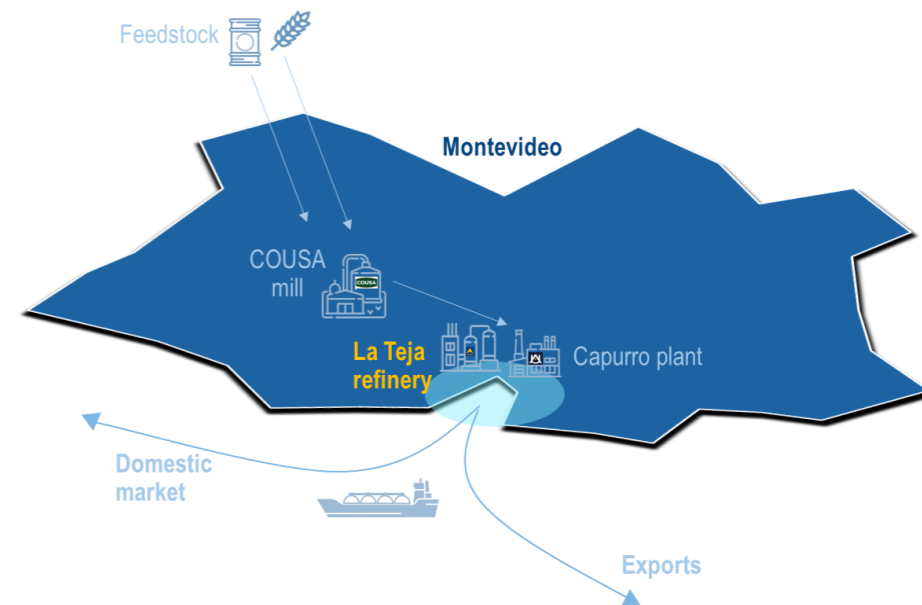 Feedstock
Montevideo
COUSA
mill
COUSA
La Teja
refinery
Capurro plant
Domestic
market
Exports